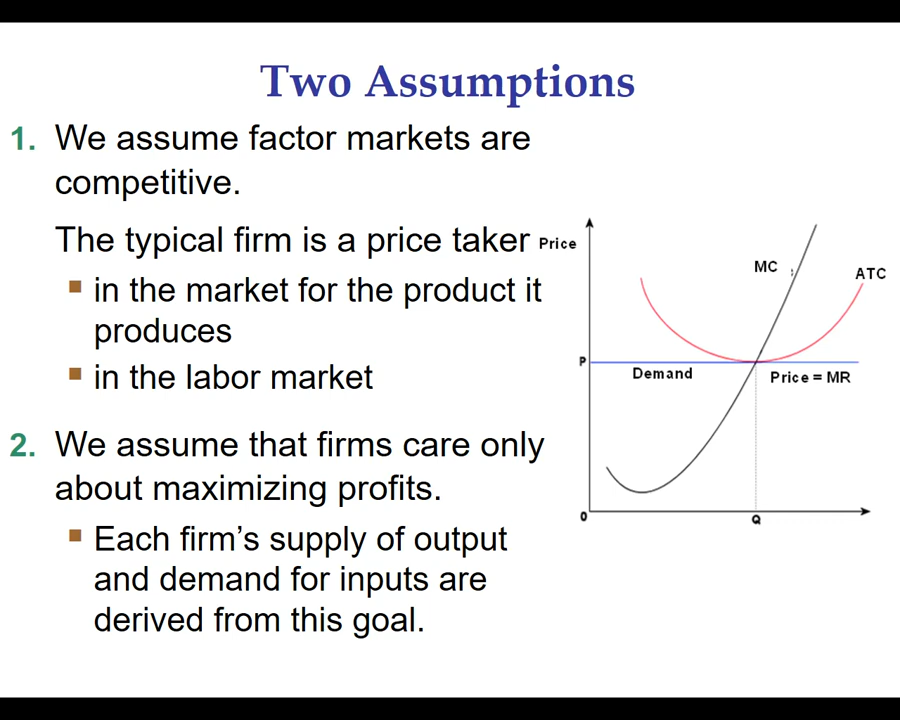 Two Assumptions
1. We assume factor markets are
competitive.
The typical firm is a price taker
in the market for the product it
produces
in the labor market
2. We assume that firms care only
about maximizing profits.
Each firm’s supply of output
and demand for inputs are
derived from this goal.
Price
MC
ATC
P
Demand
Price = MR
0
Q